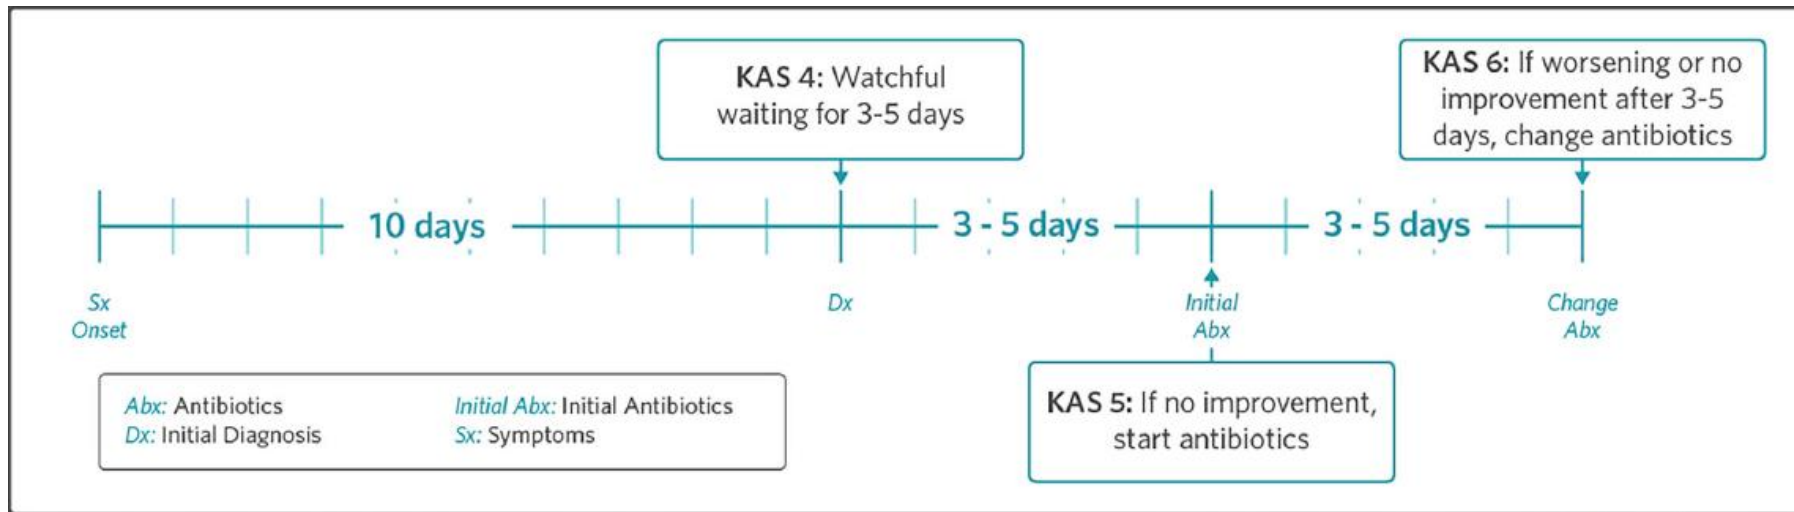 KAS 4: Watchful
waiting for 3-5 days
KAS 6: If worsening or no
improvement after 3-5
days, change antibiotics
10 days
3 - 5 days
3 - 5 days
Sx
Onset
Dx
Initial
Abx
Change
Abx
KAS 5: If no improvement,
start antibiotics
Abx: Antibiotics
Initial Abx: Initial Antibiotics
Dx: Initial Diagnosis
Sx: Symptoms